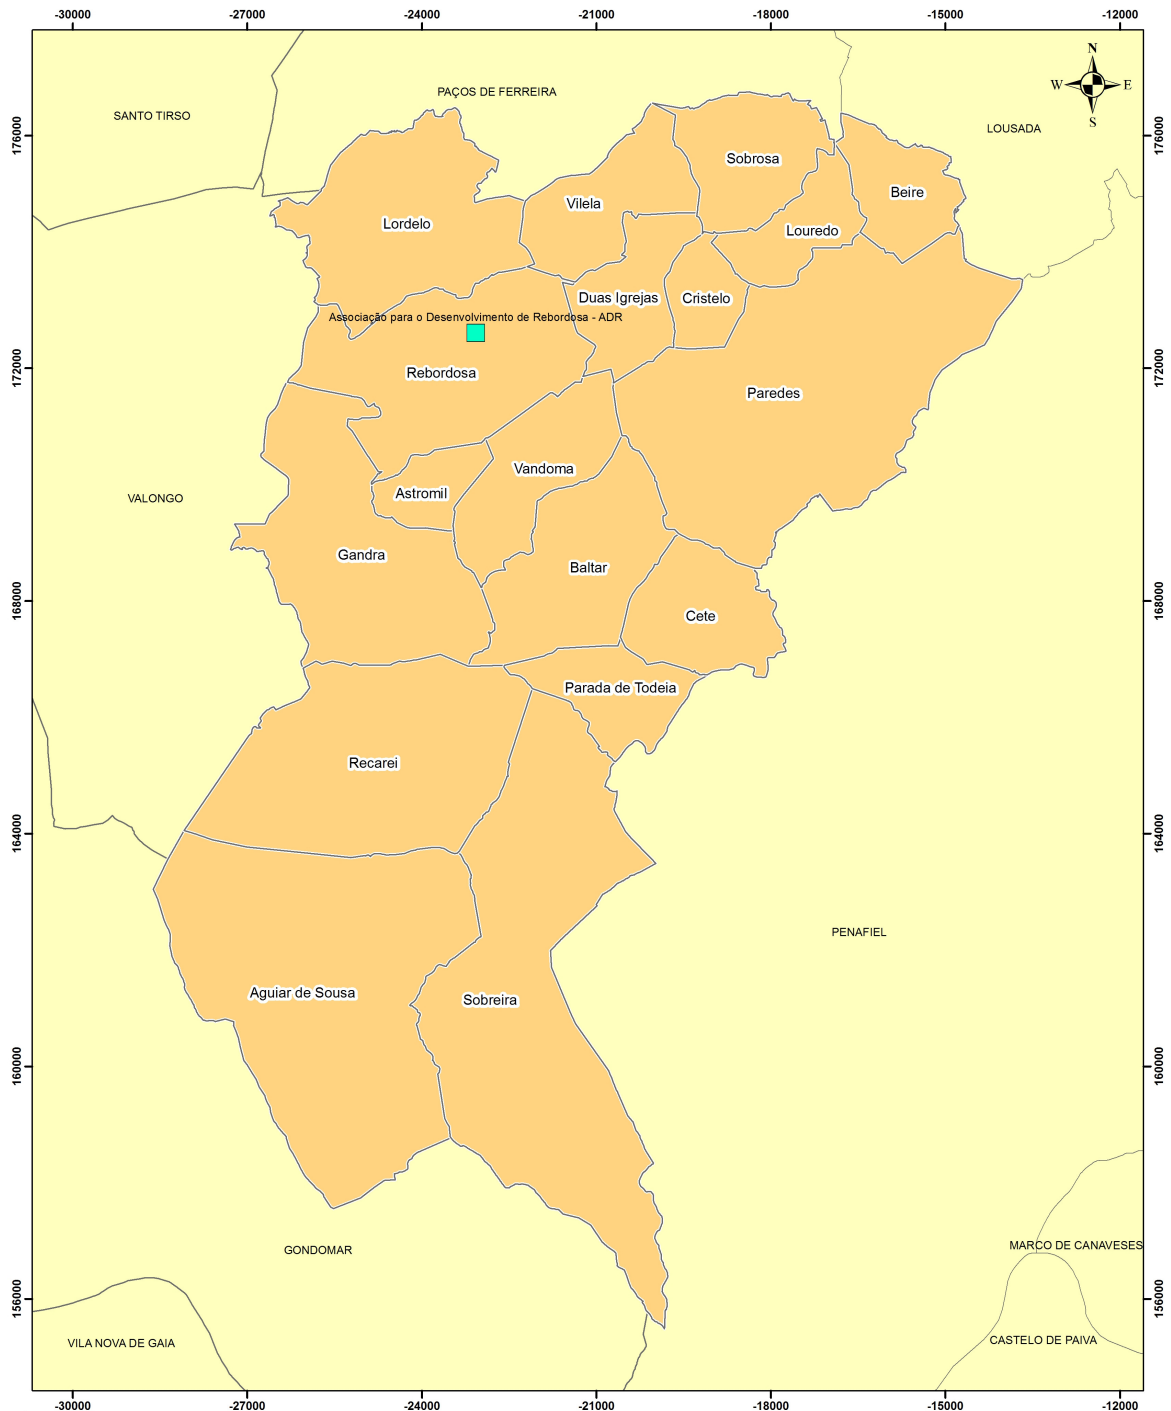 -30000 -27000 -24000 -21000 -18000 -15000 -12000
N
W E
S
PAÇOS DE FERREIRA
SANTO TIRSO
LOUSADA
176000 176000
Sobrosa
Beire
Vilela
Lordelo
Louredo
Duas Igrejas
Cristelo
Associação para o Desenvolvimento de Rebordosa - ADR
172000 172000
Rebordosa
Paredes
Vandoma
Astromil
VALONGO
Gandra
Baltar
168000 168000
Cete
Parada de Todeia
Recarei
164000 164000
PENAFIEL
Aguiar de Sousa
Sobreira
160000 160000
MARCO DE CANAVESES
GONDOMAR
156000 156000
CASTELO DE PAIVA
VILA NOVA DE GAIA
-30000 -27000 -24000 -21000 -18000 -15000 -12000